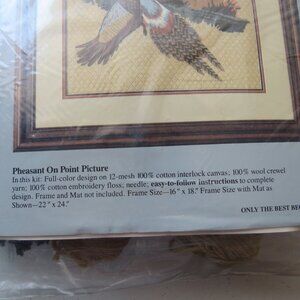 Pheasant On Point Picture
In this kit: Full-color design on 12-mesh 100% cotton interlock canvas; 100% wool crewel
yarn; 100% cotton embroidery floss; needle; easy-to-follow instructions to complete
design. Frame and Mat not included. Frame Size—16" x 18." Frame Size with Mat as
Shown—22" x 24."
ONLY THE BEST